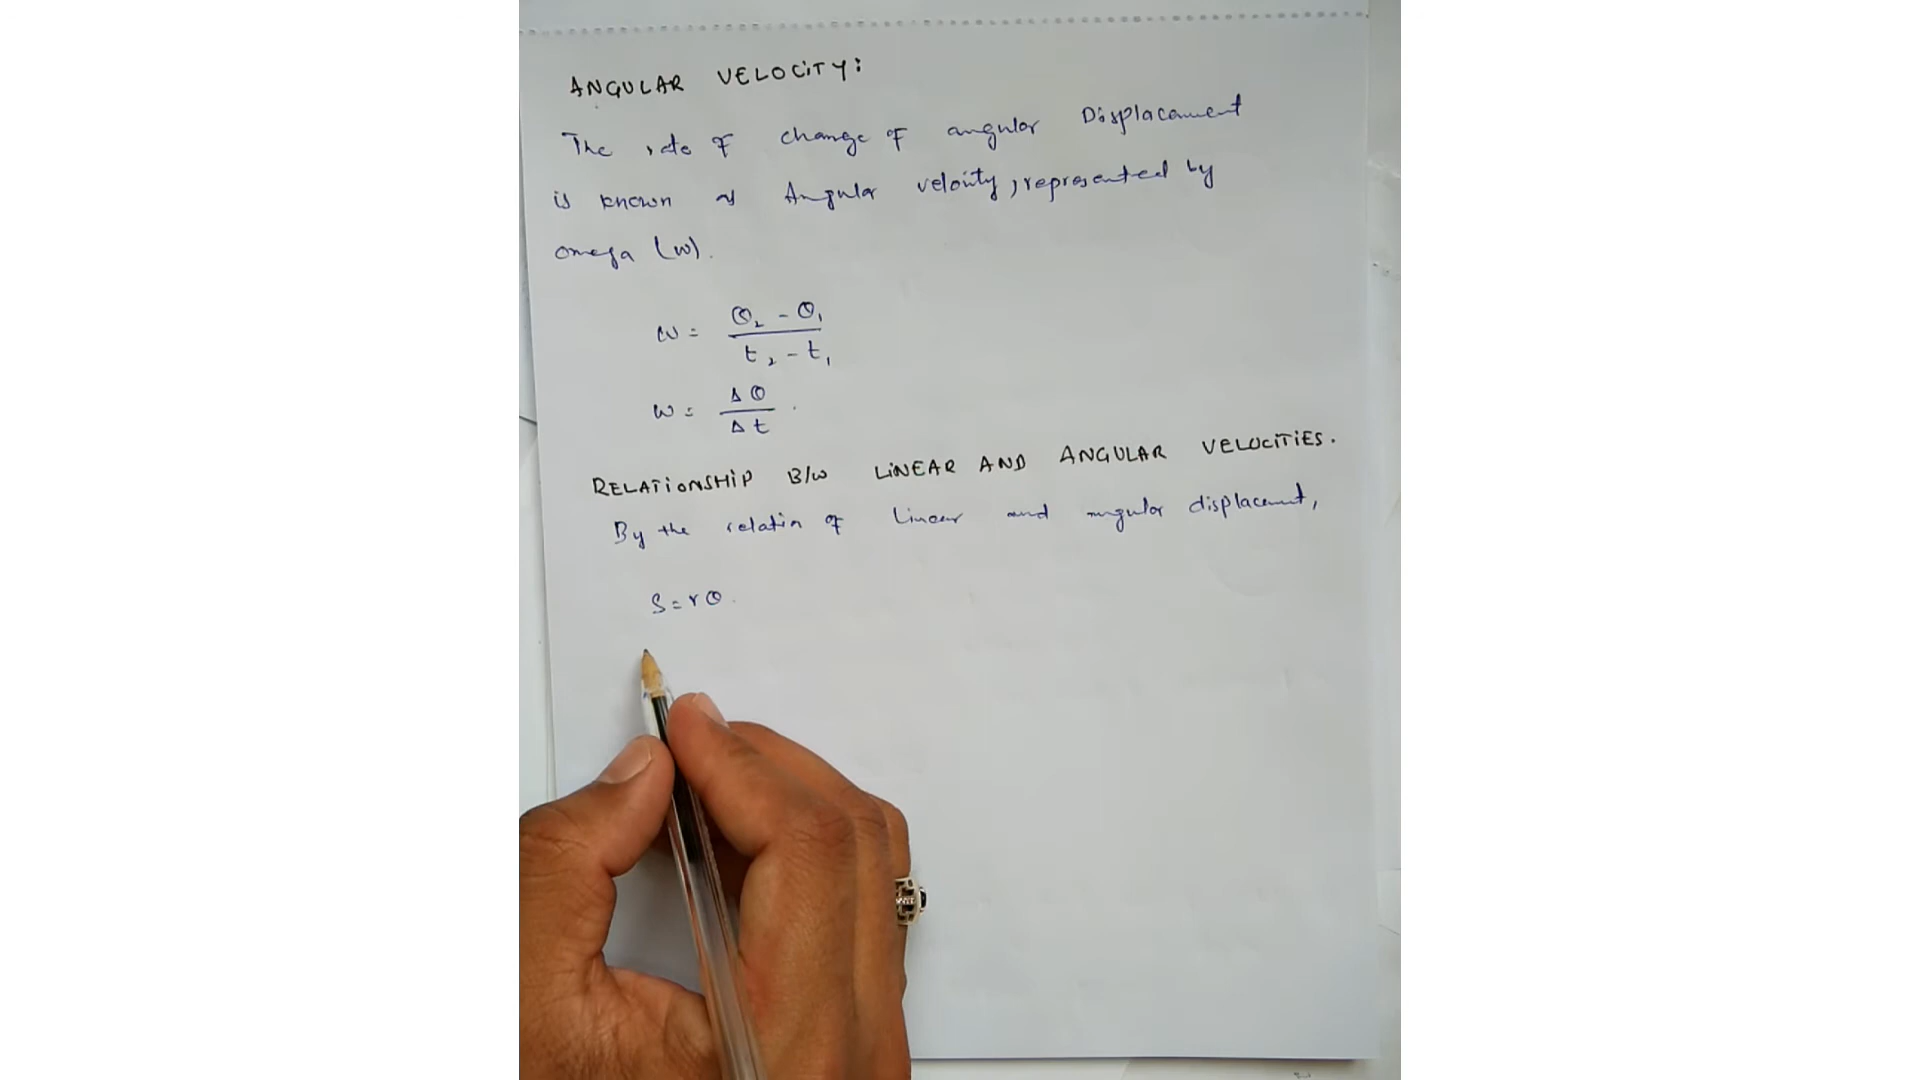 ANGULAR VELOCITY:
The rate of change of angular Displacement
is known as Angular velocity, represented by
omega (ω).
ω = θ₂ - θ₁ / t₂ - t₁
ω = Δθ / Δt .
RELATIONSHIP B/W LINEAR AND ANGULAR VELOCITIES.
By the relation of Linear and angular displacement,
S = rθ.